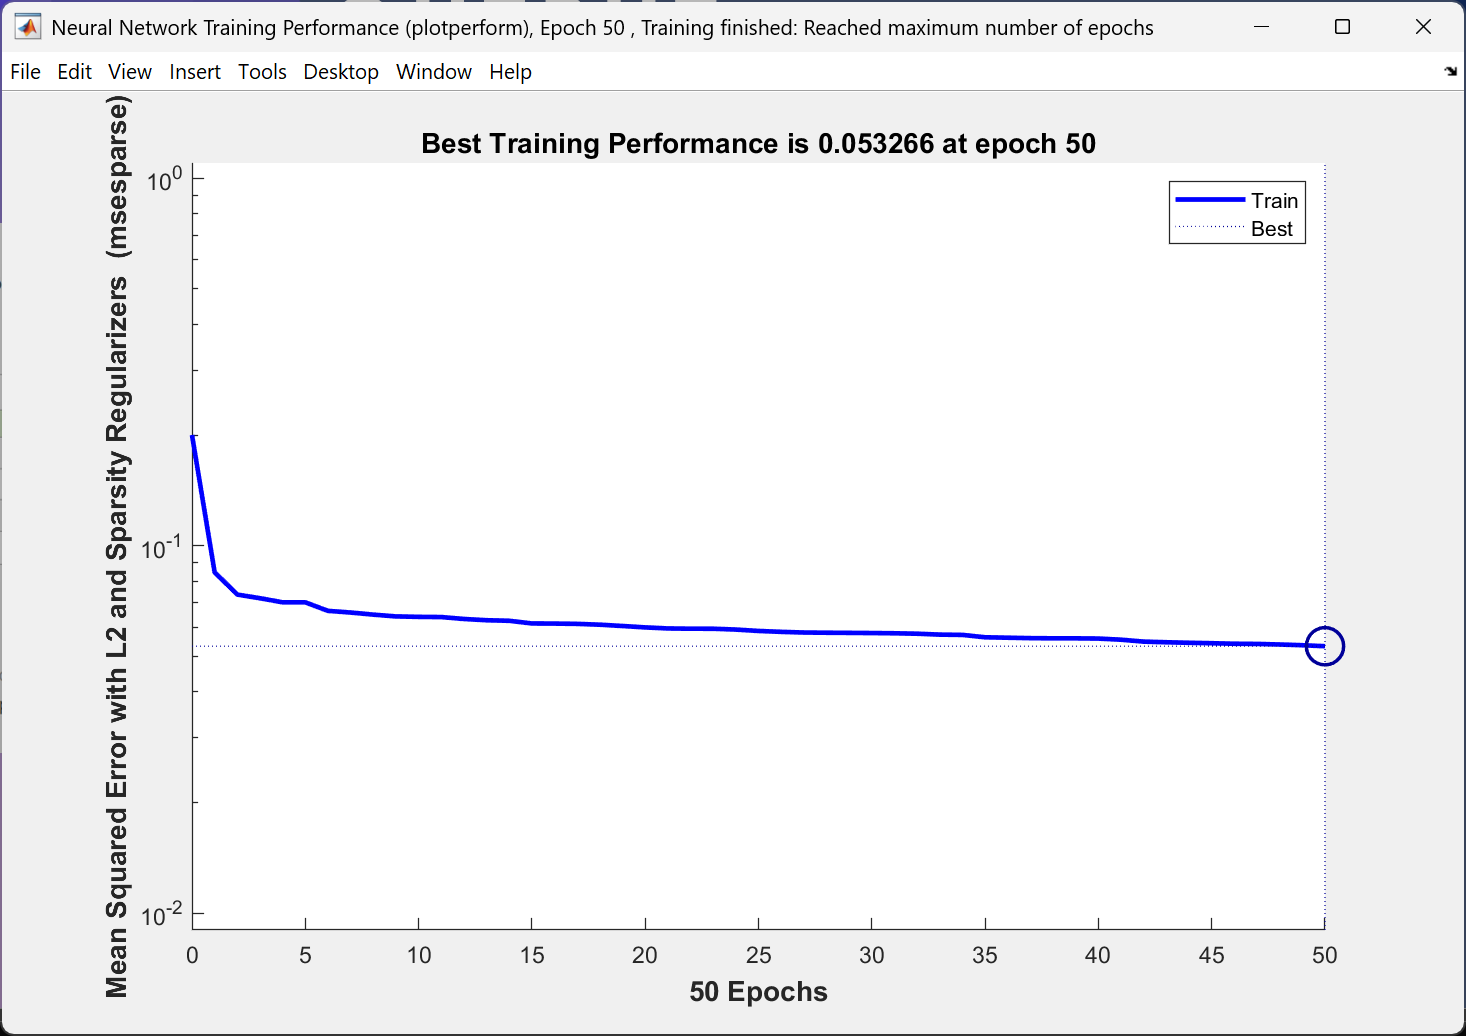 Neural Network Training Performance (plotperform), Epoch 50 , Training finished: Reached maximum number of epochs
File Edit View Insert Tools Desktop Window Help
Best Training Performance is 0.053266 at epoch 50
Mean Squared Error with L2 and Sparsity Regularizers (msesparse)
10^0
10^-1
10^-2
Train
Best
0 5 10 15 20 25 30 35 40 45 50
50 Epochs